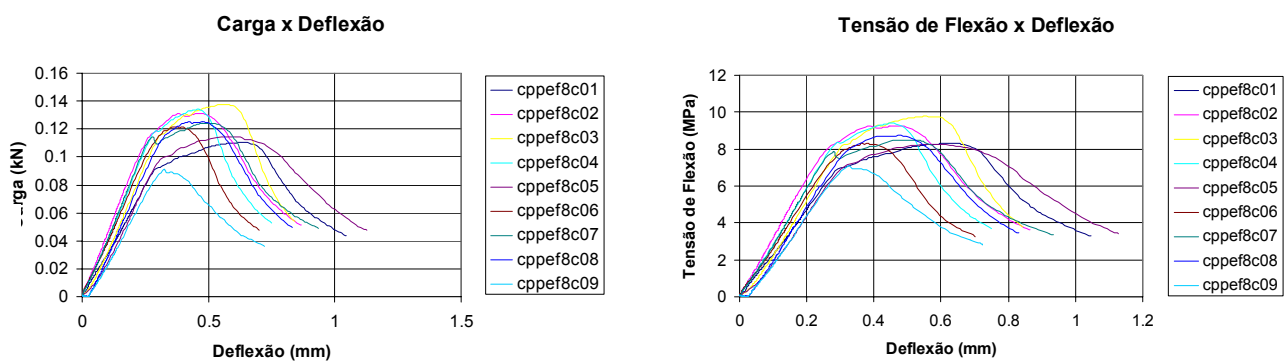 Carga x Deflexão
0.16
0.14
0.12
0.1
0.08
0.06
0.04
0.02
0
(kN)
0
0.5
1
1.5
Deflexão (mm)
cppef8c01
cppef8c02
cppef8c03
cppef8c04
cppef8c05
cppef8c06
cppef8c07
cppef8c08
cppef8c09
Tensão de Flexão x Deflexão
12
10
8
6
4
2
0
Tensão de Flexão (MPa)
0
0.2
0.4
0.6
0.8
1
1.2
Deflexão (mm)
cppef8c01
cppef8c02
cppef8c03
cppef8c04
cppef8c05
cppef8c06
cppef8c07
cppef8c08
cppef8c09